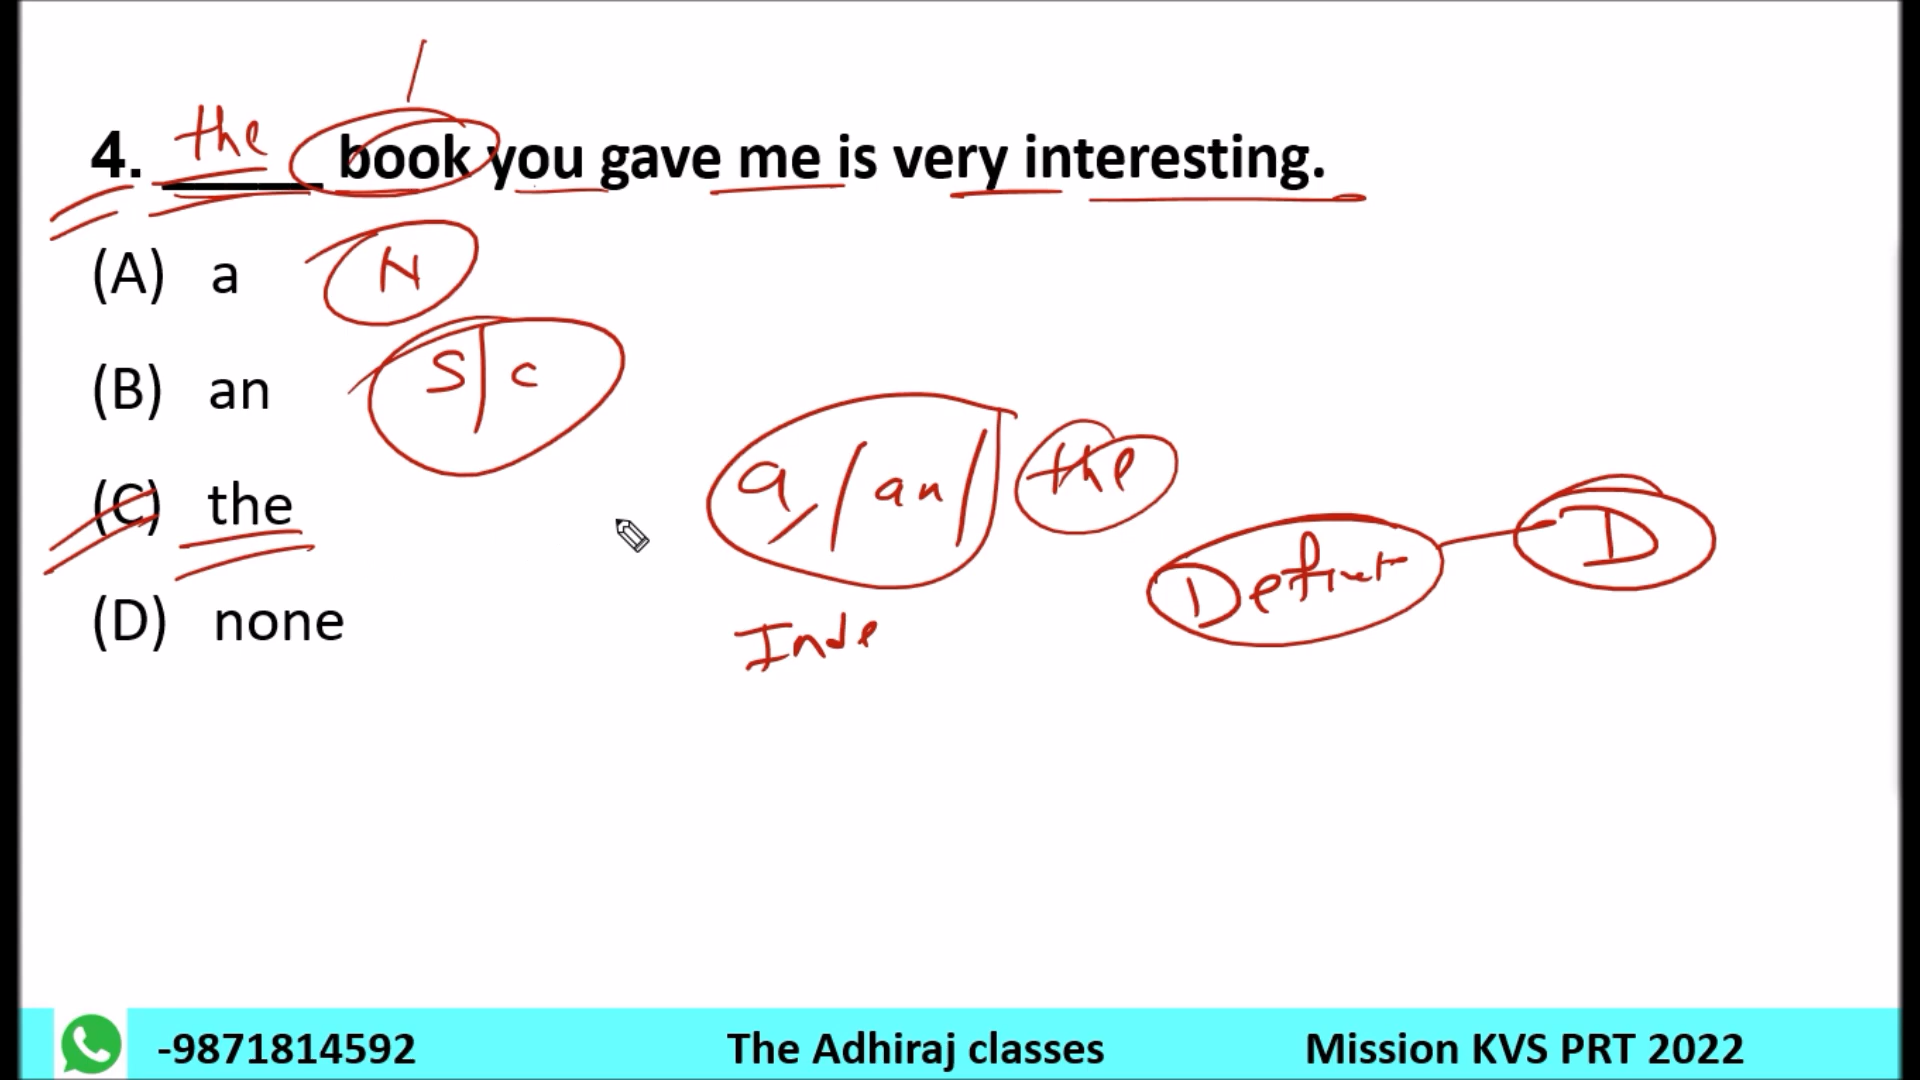 the
4. ______ book you gave me is very interesting.
(A) a
N
(B) an
S/c
a/an/ the
(C) the
D
Inde
(D) none
-9871814592 The Adhiraj classes Mission KVS PRT 2022